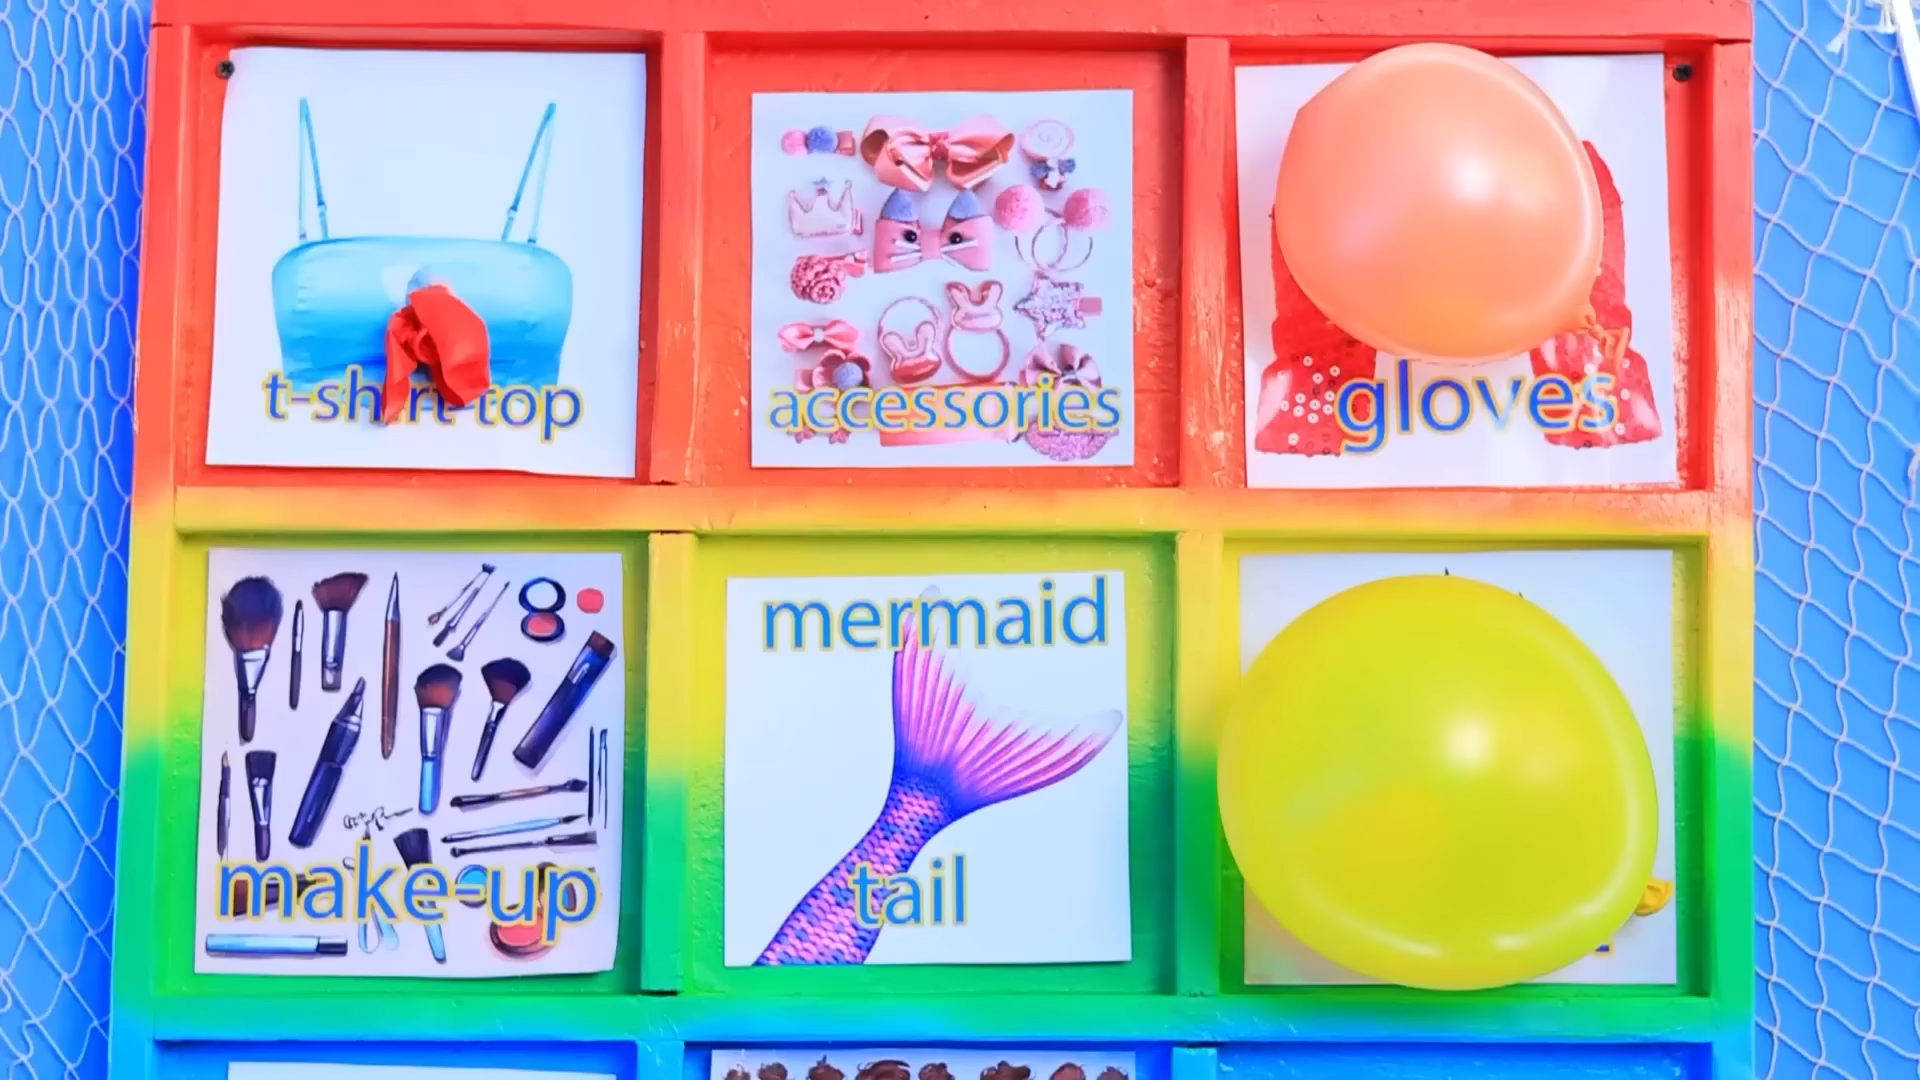 t-shirt top
accessories
gloves
make-up
mermaid
tail